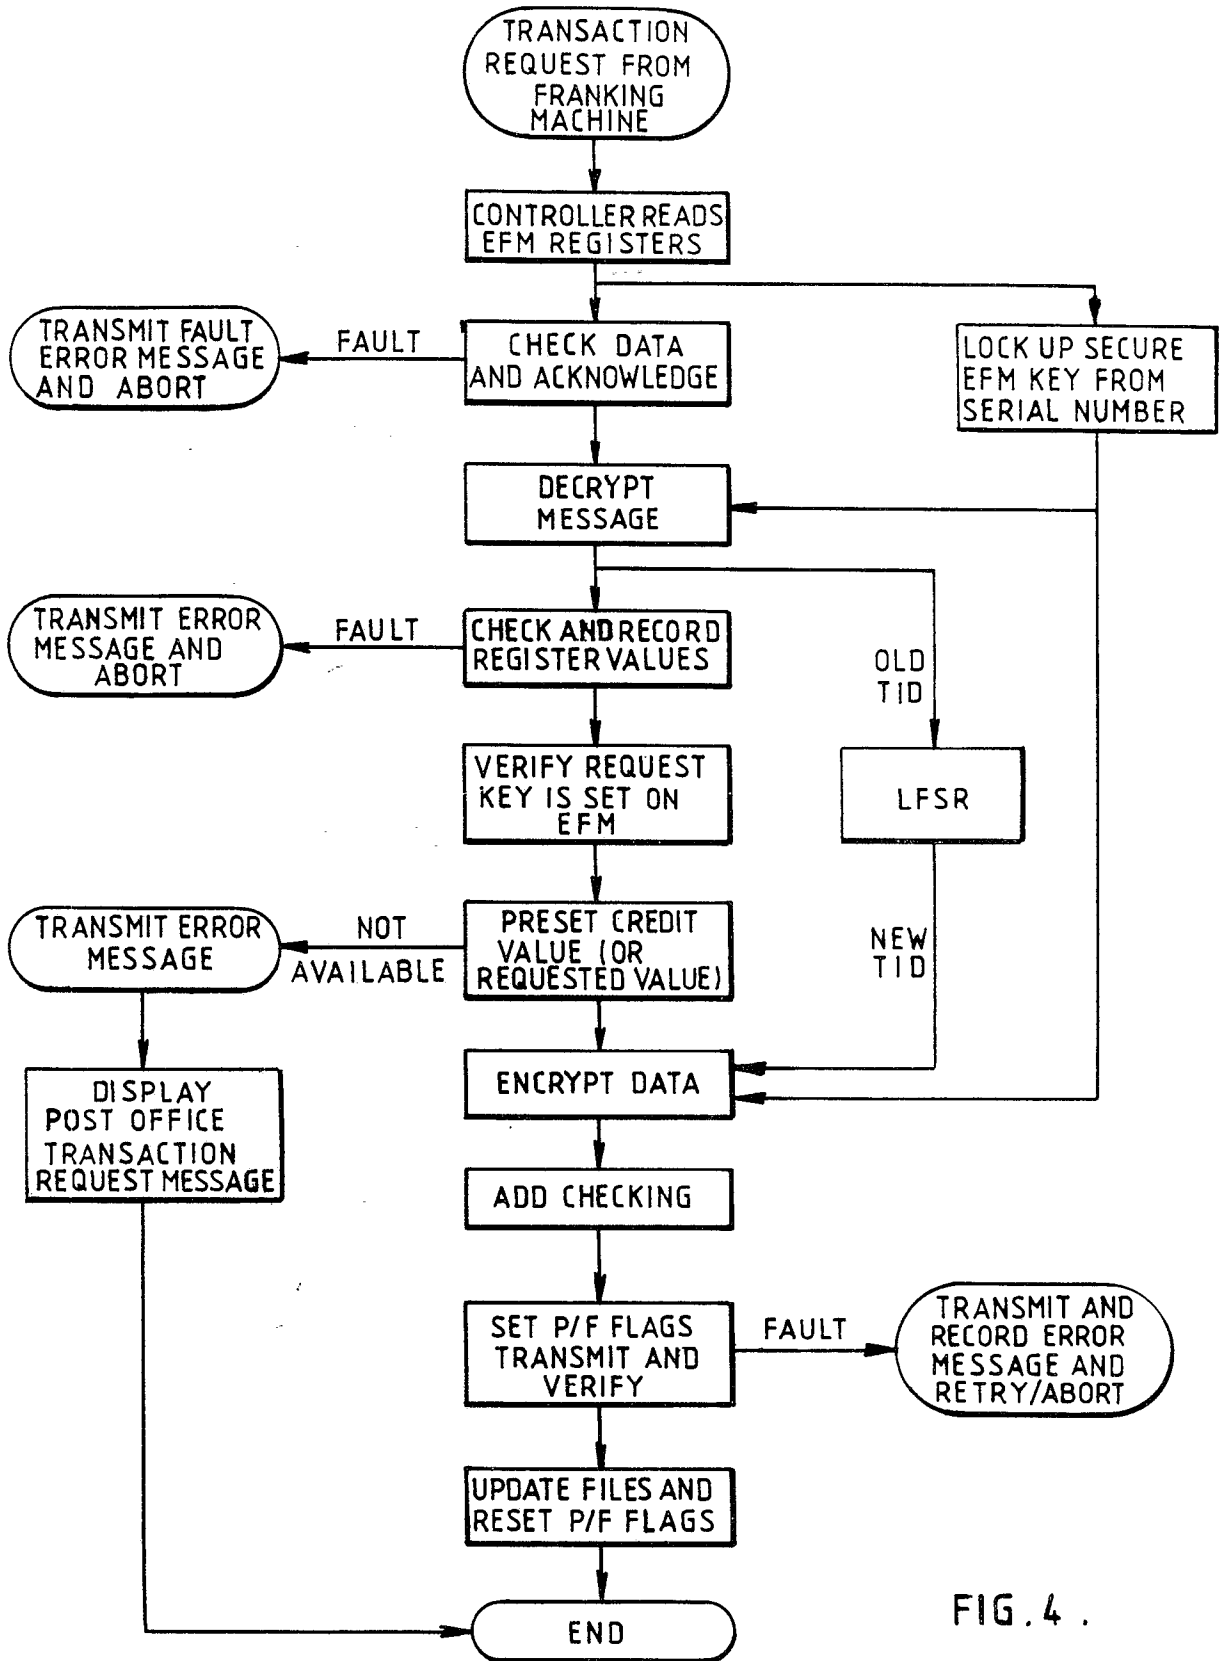 TRANSACTION
REQUEST FROM
FRANKING
MACHINE
CONTROLLER READS
EFM REGISTERS
TRANSMIT FAULT
ERROR MESSAGE
AND ABORT
FAULT
CHECK DATA
AND ACKNOWLEDGE
LOCK UP SECURE
EFM KEY FROM
SERIAL NUMBER
DECRYPT
MESSAGE
TRANSMIT ERROR
MESSAGE AND
ABORT
FAULT
CHECK AND RECORD
REGISTER VALUES
OLD
TID
VERIFY REQUEST
KEY IS SET ON
EFM
LFSR
TRANSMIT ERROR
MESSAGE
NOT
AVAILABLE
PRESET CREDIT
VALUE (OR
REQUESTED VALUE)
NEW
TID
ENCRYPT DATA
DISPLAY
POST OFFICE
TRANSACTION
REQUEST MESSAGE
ADD CHECKING
SET P/F FLAGS
TRANSMIT AND
VERIFY
FAULT
TRANSMIT AND
RECORD ERROR
MESSAGE AND
RETRY/ABORT
UPDATE FILES AND
RESET P/F FLAGS
END
FIG. 4 .